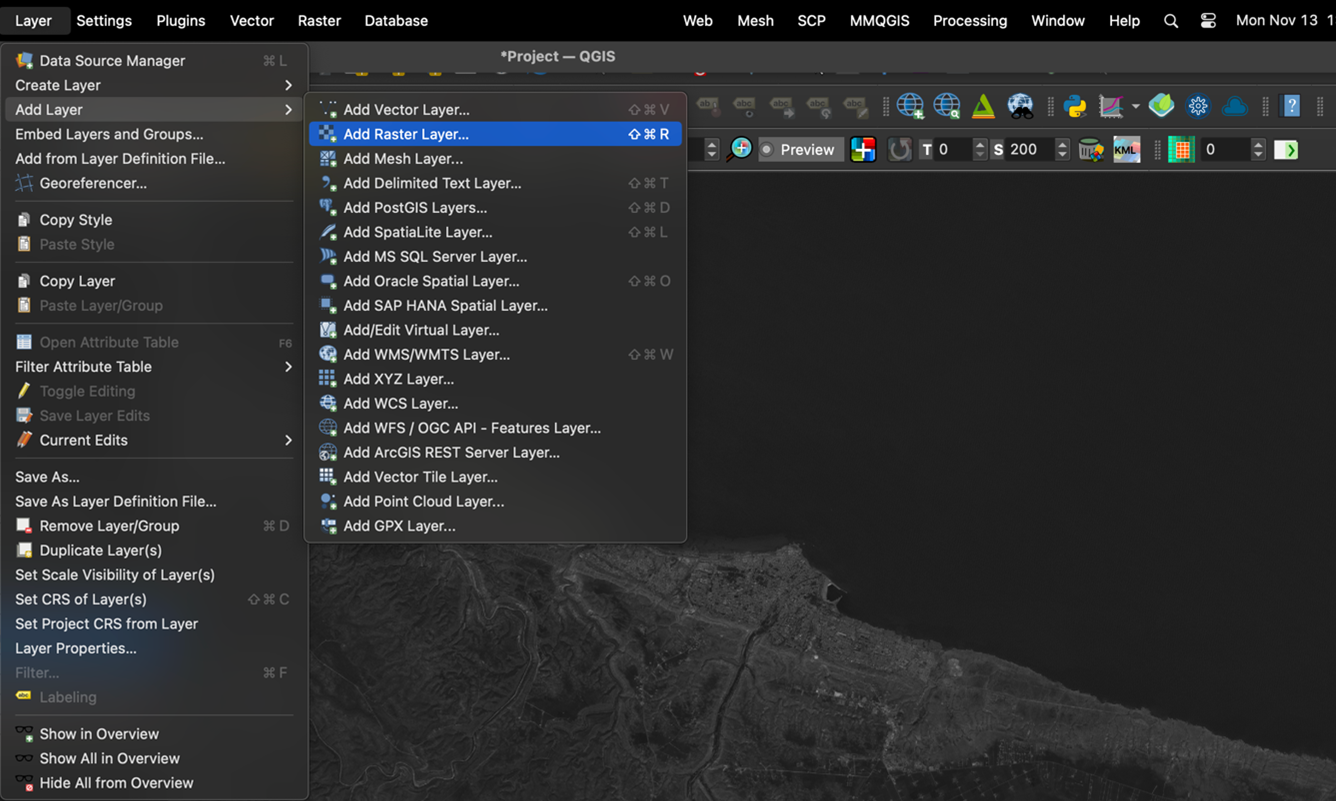 Layer Settings Plugins Vector Raster Database Web Mesh SCP MMQGIS Processing Window Help Mon Nov 13
*Project — QGIS
Data Source Manager ⌘ L
Create Layer
Add Layer
Embed Layers and Groups...
Add from Layer Definition File...
Georeferencer...
Copy Style
Paste Style
Copy Layer
Paste Layer/Group
Open Attribute Table F6
Filter Attribute Table
Toggle Editing
Save Layer Edits
Current Edits
Save As...
Save As Layer Definition File...
Remove Layer/Group ⌘ D
Duplicate Layer(s)
Set Scale Visibility of Layer(s)
Set CRS of Layer(s) ⇧ ⌘ C
Set Project CRS from Layer
Layer Properties...
Filter... ⌘ F
abc Labeling
Show in Overview
Show All in Overview
Hide All from Overview
Add Vector Layer... ⇧ ⌘ V
Add Raster Layer... ⇧ ⌘ R
Add Mesh Layer...
Add Delimited Text Layer... ⇧ ⌘ T
Add PostGIS Layers... ⇧ ⌘ D
Add SpatiaLite Layer... ⇧ ⌘ L
Add MS SQL Server Layer...
Add Oracle Spatial Layer... ⇧ ⌘ O
Add SAP HANA Spatial Layer...
Add/Edit Virtual Layer...
Add WMS/WMTS Layer... ⇧ ⌘ W
Add XYZ Layer...
Add WCS Layer...
Add WFS / OGC API - Features Layer...
Add ArcGIS REST Server Layer...
Add Vector Tile Layer...
Add Point Cloud Layer...
Add GPX Layer...
abc abc abc abc ?
Preview T 0 S 200 KML 0